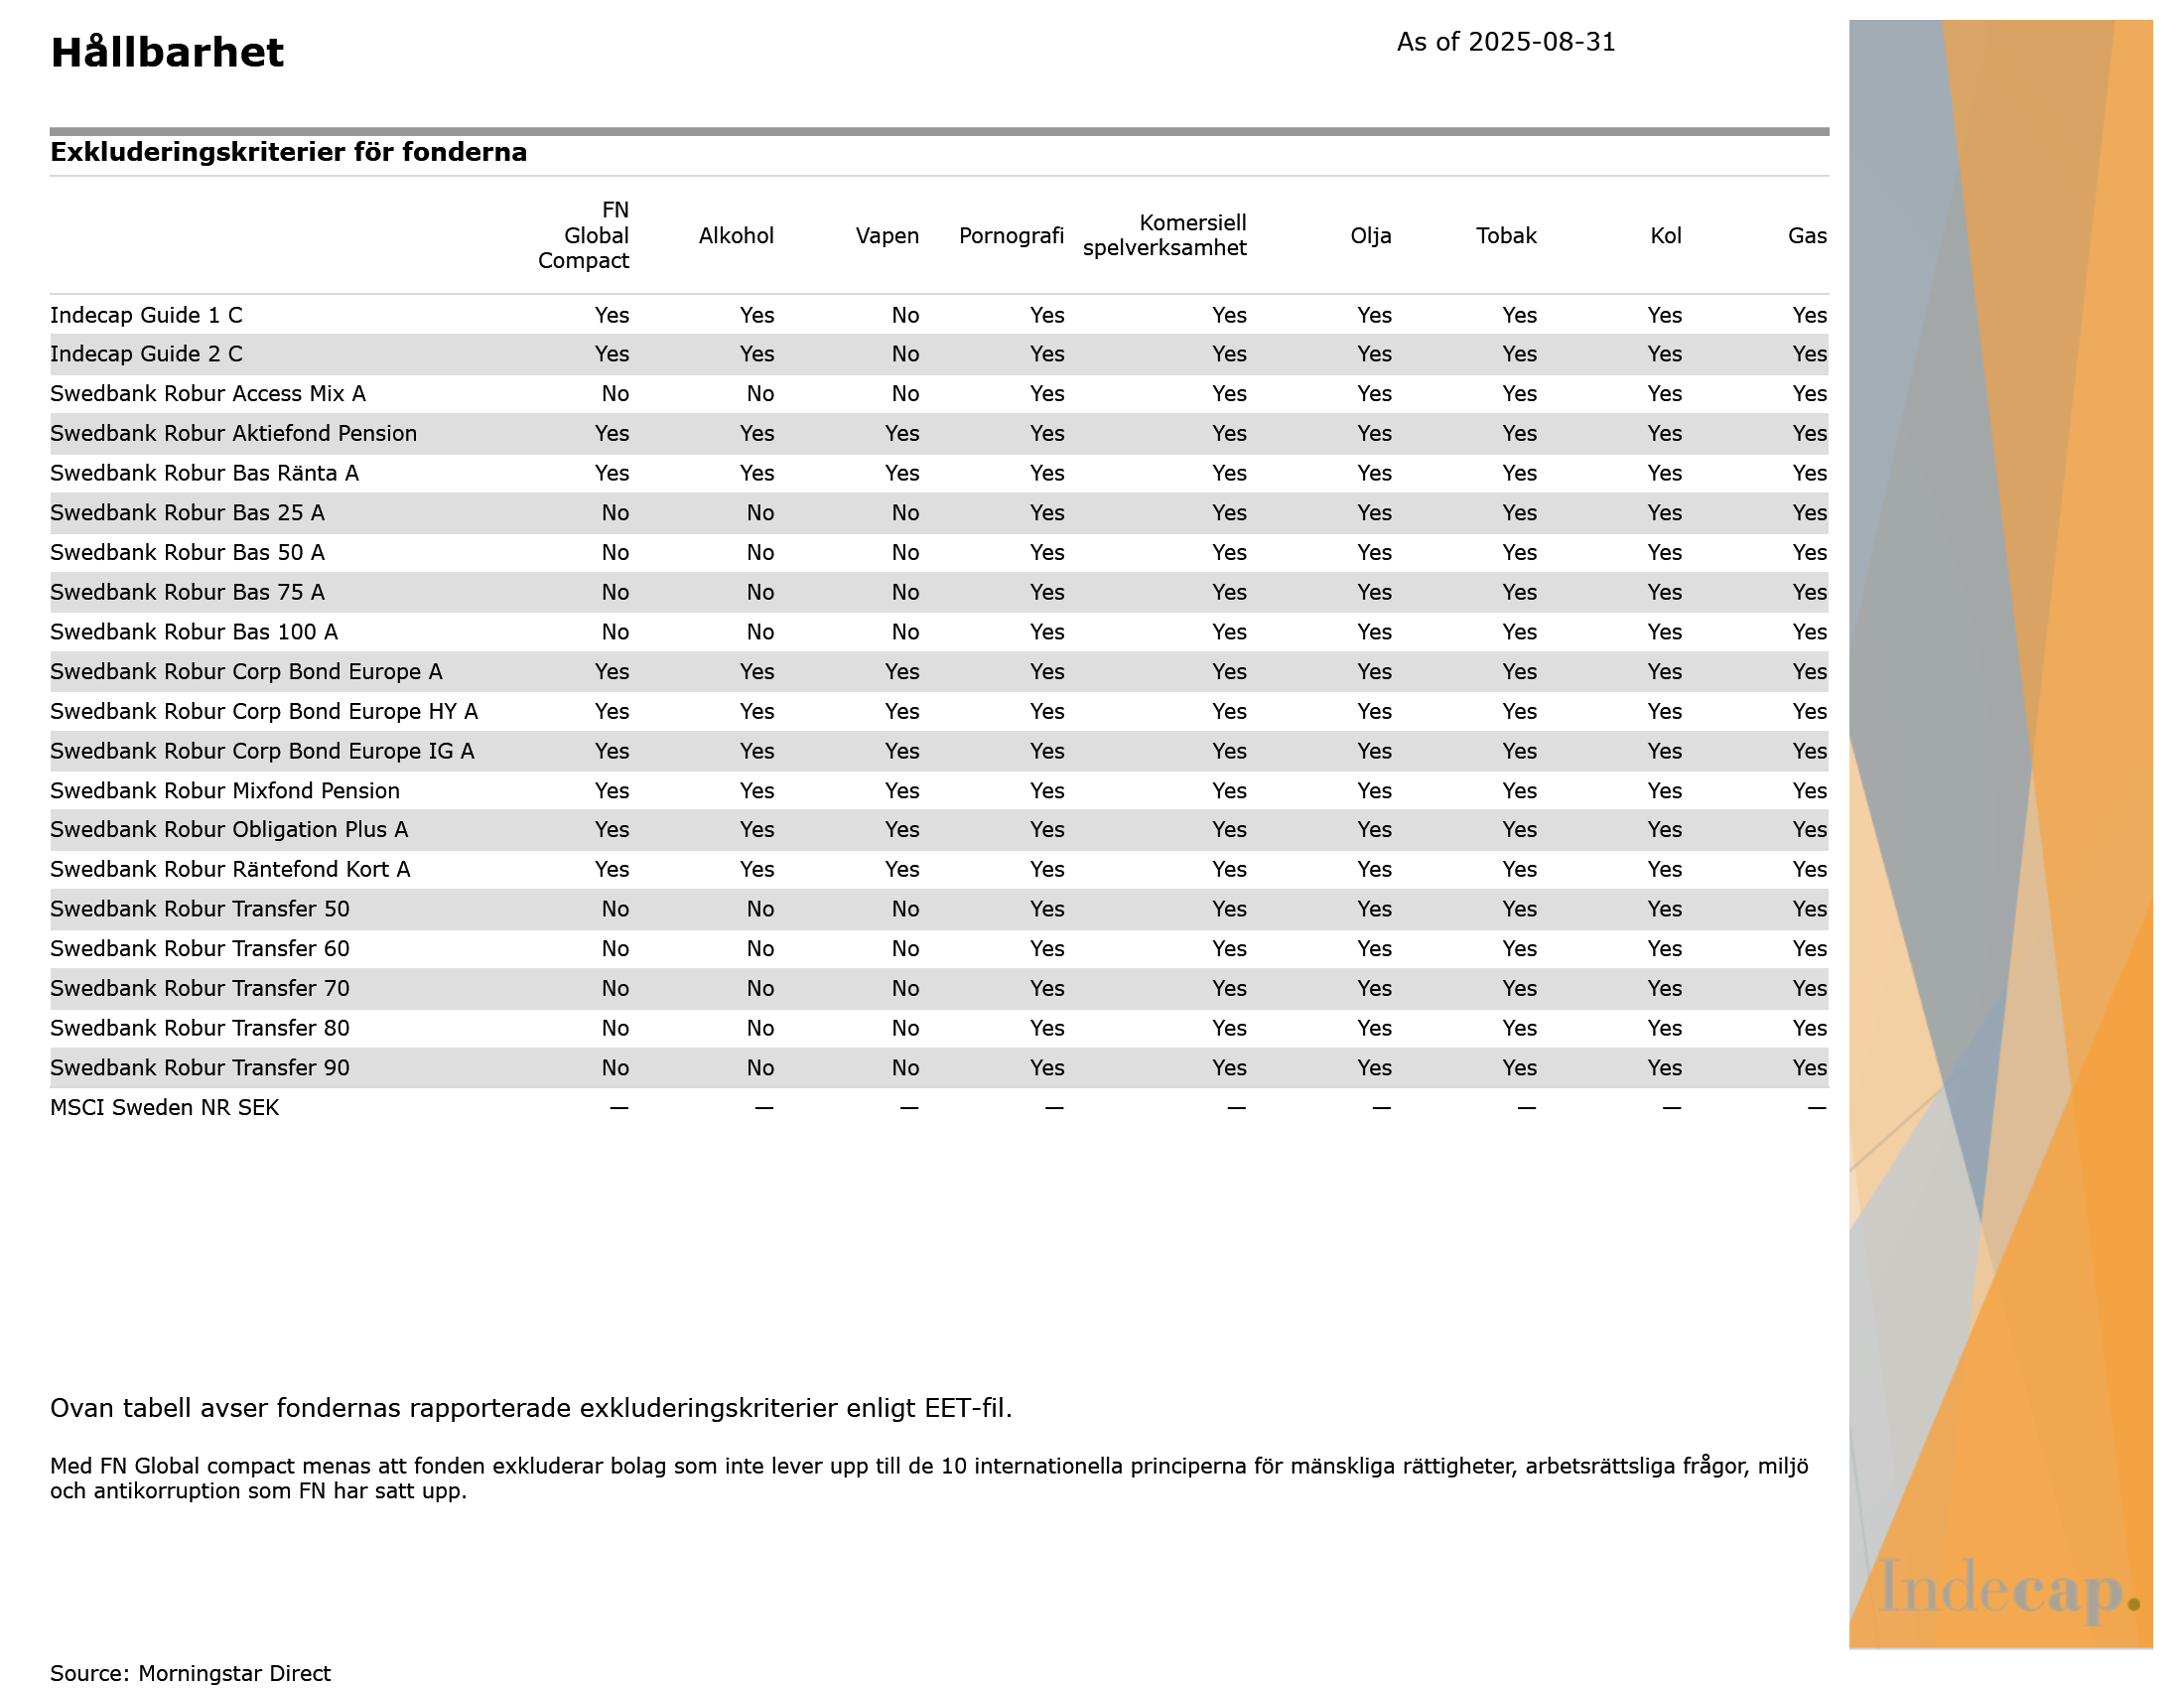 Hållbarhet
As of 2025-08-31
Exkluderingskriterier för fonderna
FN Global Compact Alkohol Vapen Pornografi Komersiell spelverksamhet Olja Tobak Kol Gas
Indecap Guide 1 C Yes Yes No Yes Yes Yes Yes Yes Yes
Indecap Guide 2 C Yes Yes No Yes Yes Yes Yes Yes Yes
Swedbank Robur Access Mix A No No No Yes Yes Yes Yes Yes Yes
Swedbank Robur Aktiefond Pension Yes Yes Yes Yes Yes Yes Yes Yes Yes
Swedbank Robur Bas Ränta A Yes Yes Yes Yes Yes Yes Yes Yes Yes
Swedbank Robur Bas 25 A No No No Yes Yes Yes Yes Yes Yes
Swedbank Robur Bas 50 A No No No Yes Yes Yes Yes Yes Yes
Swedbank Robur Bas 75 A No No No Yes Yes Yes Yes Yes Yes
Swedbank Robur Bas 100 A No No No Yes Yes Yes Yes Yes Yes
Swedbank Robur Corp Bond Europe A Yes Yes Yes Yes Yes Yes Yes Yes Yes
Swedbank Robur Corp Bond Europe HY A Yes Yes Yes Yes Yes Yes Yes Yes Yes
Swedbank Robur Corp Bond Europe IG A Yes Yes Yes Yes Yes Yes Yes Yes Yes
Swedbank Robur Mixfond Pension Yes Yes Yes Yes Yes Yes Yes Yes Yes
Swedbank Robur Obligation Plus A Yes Yes Yes Yes Yes Yes Yes Yes Yes
Swedbank Robur Räntefond Kort A Yes Yes Yes Yes Yes Yes Yes Yes Yes
Swedbank Robur Transfer 50 No No No Yes Yes Yes Yes Yes Yes
Swedbank Robur Transfer 60 No No No Yes Yes Yes Yes Yes Yes
Swedbank Robur Transfer 70 No No No Yes Yes Yes Yes Yes Yes
Swedbank Robur Transfer 80 No No No Yes Yes Yes Yes Yes Yes
Swedbank Robur Transfer 90 No No No Yes Yes Yes Yes Yes Yes
MSCI Sweden NR SEK — — — — — — — — —
Ovan tabell avser fondernas rapporterade exkluderingskriterier enligt EET-fil.
Med FN Global compact menas att fonden exkluderar bolag som inte lever upp till de 10 internationella principerna för mänskliga rättigheter, arbetsrättsliga frågor, miljö
och antikorruption som FN har satt upp.
Indecap.
Source: Morningstar Direct